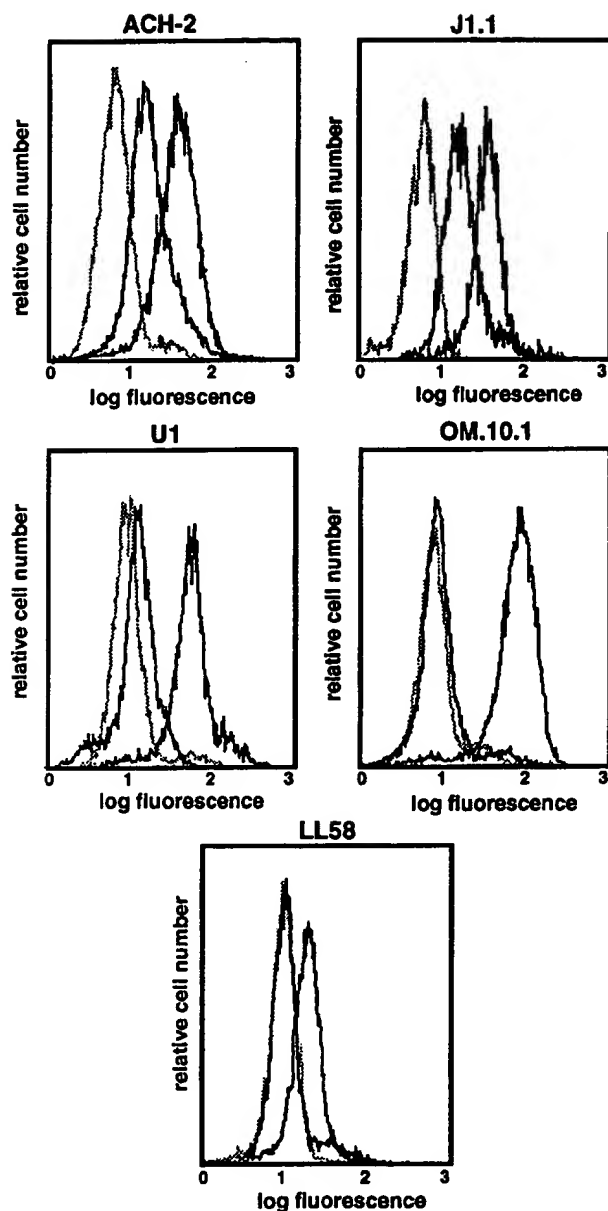 ACH-2
relative cell number
0 1 2 3
log fluorescence
J1.1
relative cell number
0 1 2 3
log fluorescence
U1
relative cell number
0 1 2 3
log fluorescence
OM.10.1
relative cell number
0 1 2 3
log fluorescence
LL58
relative cell number
0 1 2 3
log fluorescence